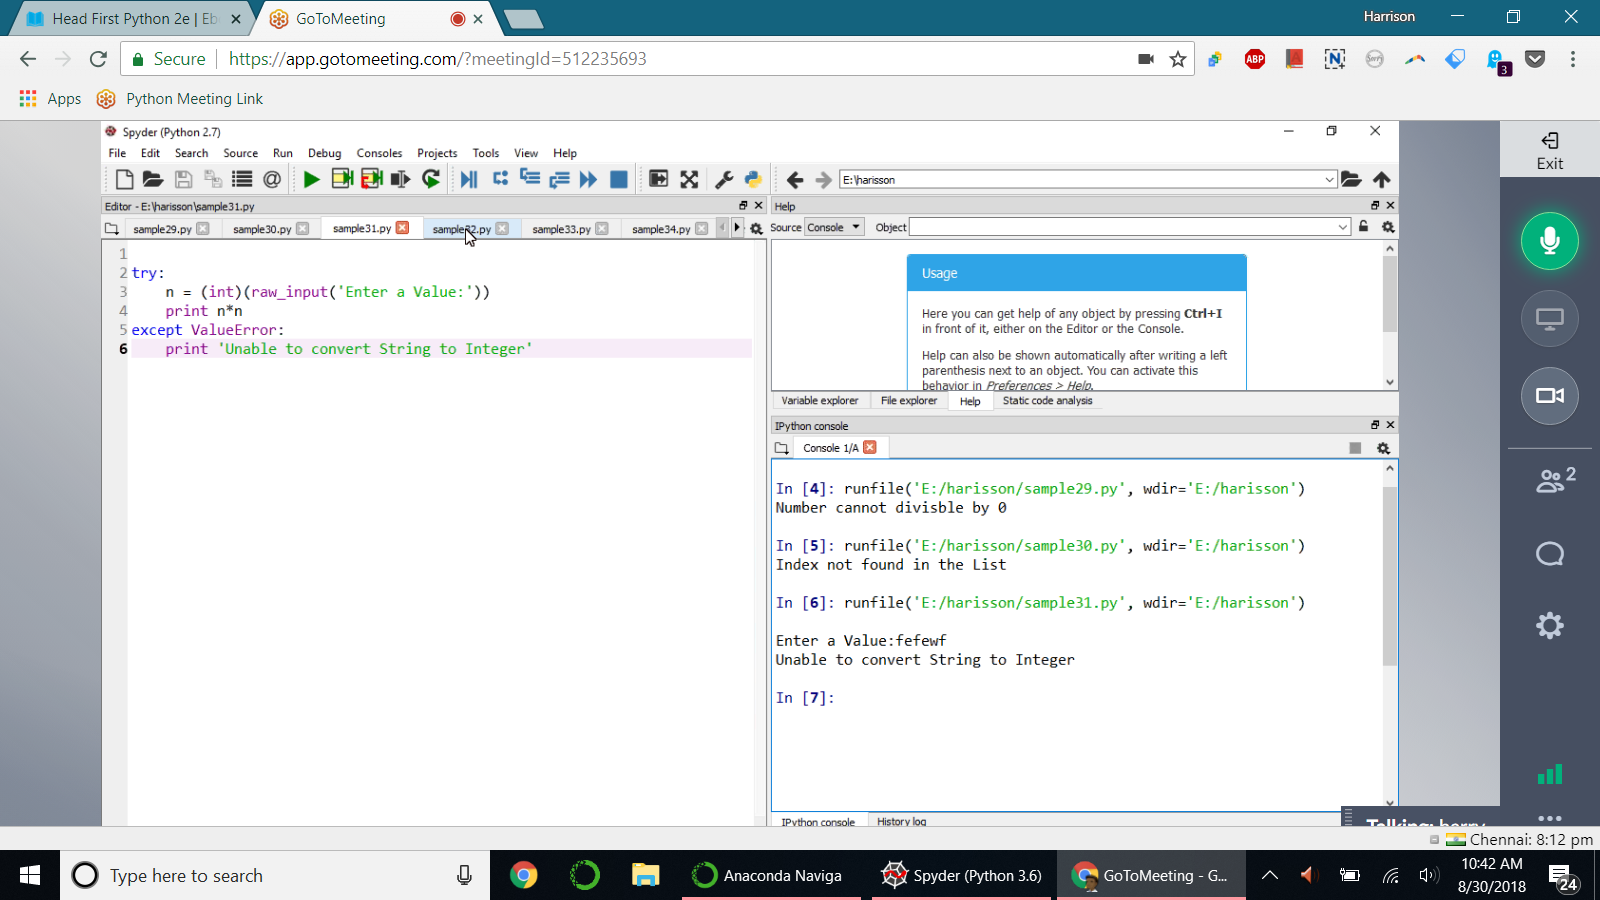 Head First Python 2e | Eb
GoToMeeting
Harrison
Secure
https://app.gotomeeting.com/?meetingId=512235693
ABP
N
Sorry
3
Apps
Python Meeting Link
Spyder (Python 2.7)
File Edit Search Source Run Debug Consoles Projects Tools View Help
E:\harisson
Editor - E:\harisson\sample31.py
sample29.py sample30.py sample31.py sample32.py sample33.py sample34.py
1
2 try:
3 n = (int)(raw_input('Enter a Value:'))
4 print n*n
5 except ValueError:
6 print 'Unable to convert String to Integer'
Help
Source Console Object
Usage
Here you can get help of any object by pressing Ctrl+I
in front of it, either on the Editor or the Console.
Help can also be shown automatically after writing a left
parenthesis next to an object. You can activate this
behavior in Preferences > Help.
Variable explorer File explorer Help Static code analysis
IPython console
Console 1/A
In [4]: runfile('E:/harisson/sample29.py', wdir='E:/harisson')
Number cannot divisble by 0
In [5]: runfile('E:/harisson/sample30.py', wdir='E:/harisson')
Index not found in the List
In [6]: runfile('E:/harisson/sample31.py', wdir='E:/harisson')
Enter a Value:fefewf
Unable to convert String to Integer
In [7]:
IPython console History log
Exit
2
Talking: harry
Chennai: 8:12 pm
Type here to search
Anaconda Naviga
Spyder (Python 3.6)
GoToMeeting - G...
10:42 AM
8/30/2018
24